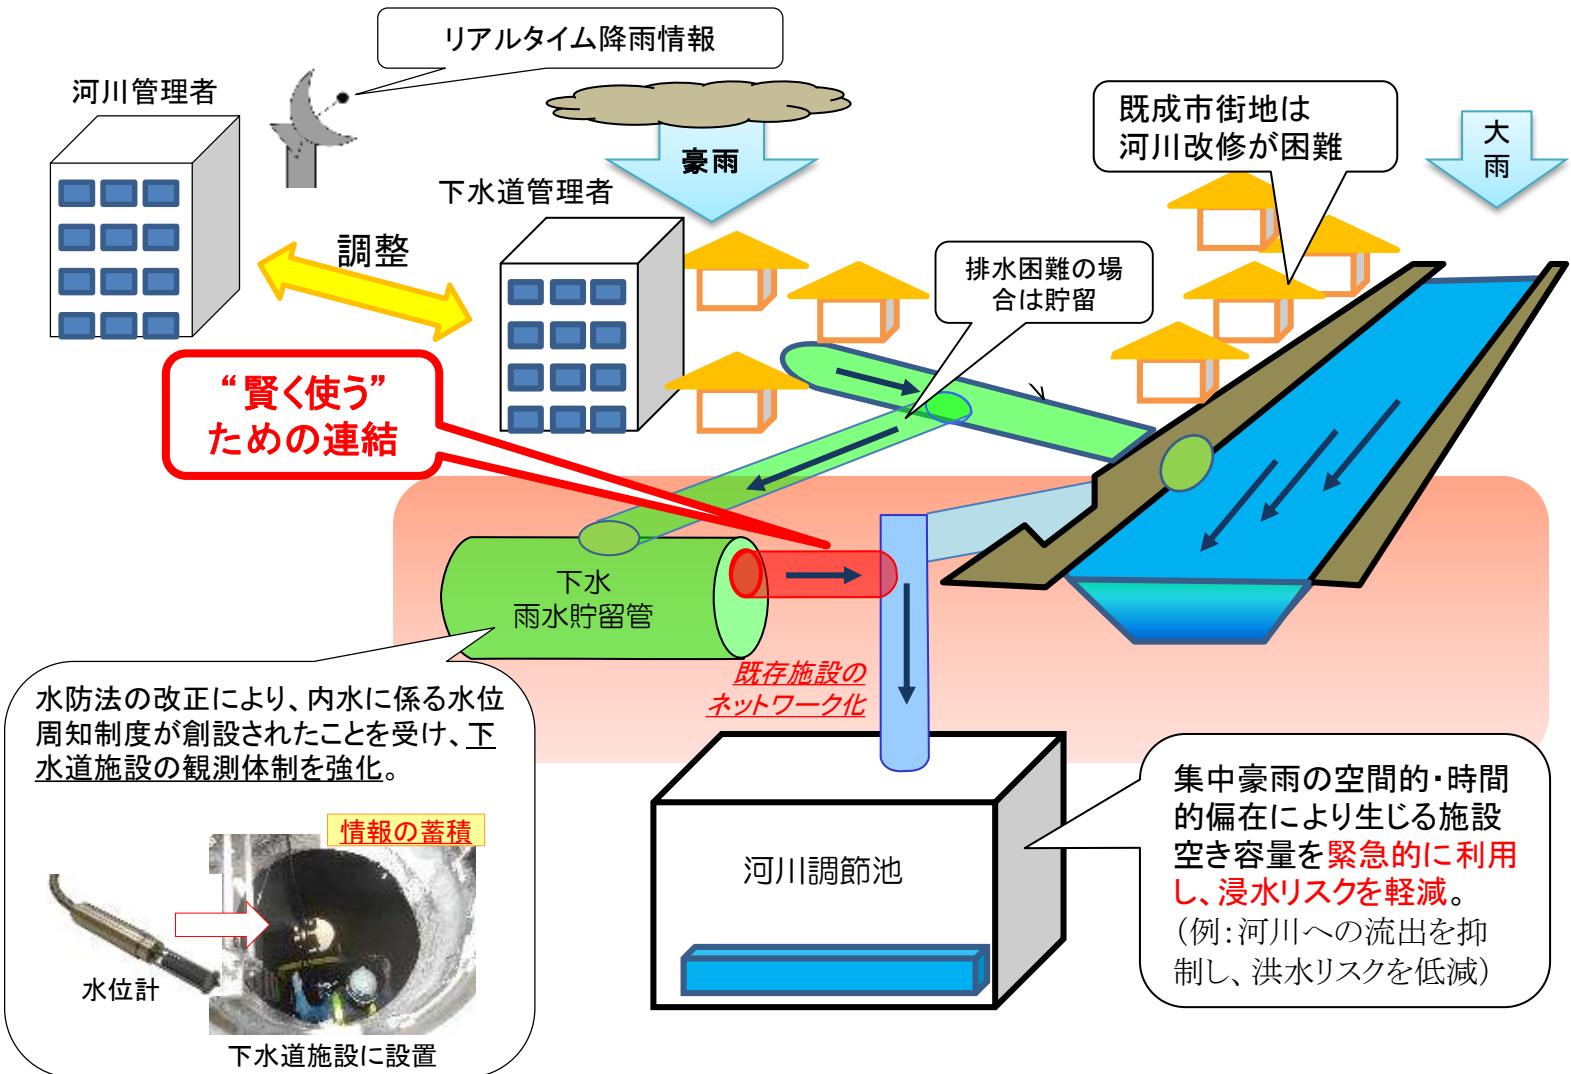 リアルタイム降雨情報
河川管理者
豪雨
既成市街地は
河川改修が困難
大
雨
下水道管理者
調整
排水困難の場
合は貯留
“賢く使う”
ための連結
下水
雨水貯留管
既存施設の
ネットワーク化
水防法の改正により、内水に係る水位
周知制度が創設されたことを受け、下
水道施設の観測体制を強化。
情報の蓄積
水位計
下水道施設に設置
河川調節池
集中豪雨の空間的・時間
的偏在により生じる施設
空き容量を緊急的に利用
し、浸水リスクを軽減。
（例：河川への流出を抑
制し、洪水リスクを低減）